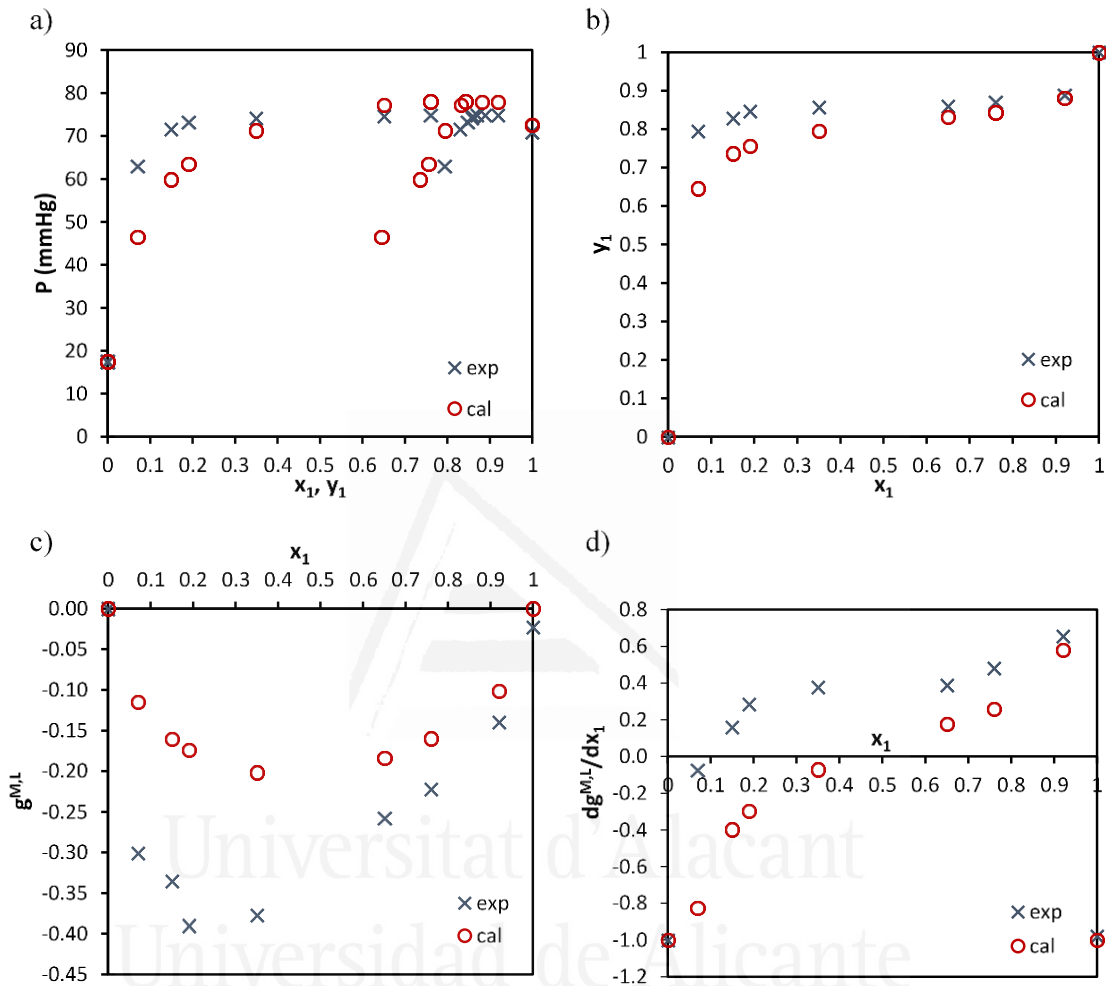 a)
90
80
70
60
50
40
30
20
10
0
P (mmHg)
0 0.1 0.2 0.3 0.4 0.5 0.6 0.7 0.8 0.9 1
x₁, y₁
exp
cal
b)
1
0.9
0.8
0.7
0.6
0.5
0.4
0.3
0.2
0.1
0
y₁
0 0.1 0.2 0.3 0.4 0.5 0.6 0.7 0.8 0.9 1
x₁
exp
cal
c)
x₁
0 0.1 0.2 0.3 0.4 0.5 0.6 0.7 0.8 0.9 1
0.00
-0.05
-0.10
-0.15
-0.20
-0.25
-0.30
-0.35
-0.40
-0.45
gᴹ,ᴸ
exp
cal
d)
0.8
0.6
0.4
0.2
0.0
-0.2
-0.4
-0.6
-0.8
-1.0
-1.2
dgᴹ,ᴸ/dx₁
x₁
0 0.1 0.2 0.3 0.4 0.5 0.6 0.7 0.8 0.9 1
exp
cal
Universitat d'Alacant
Universidad de Alicante